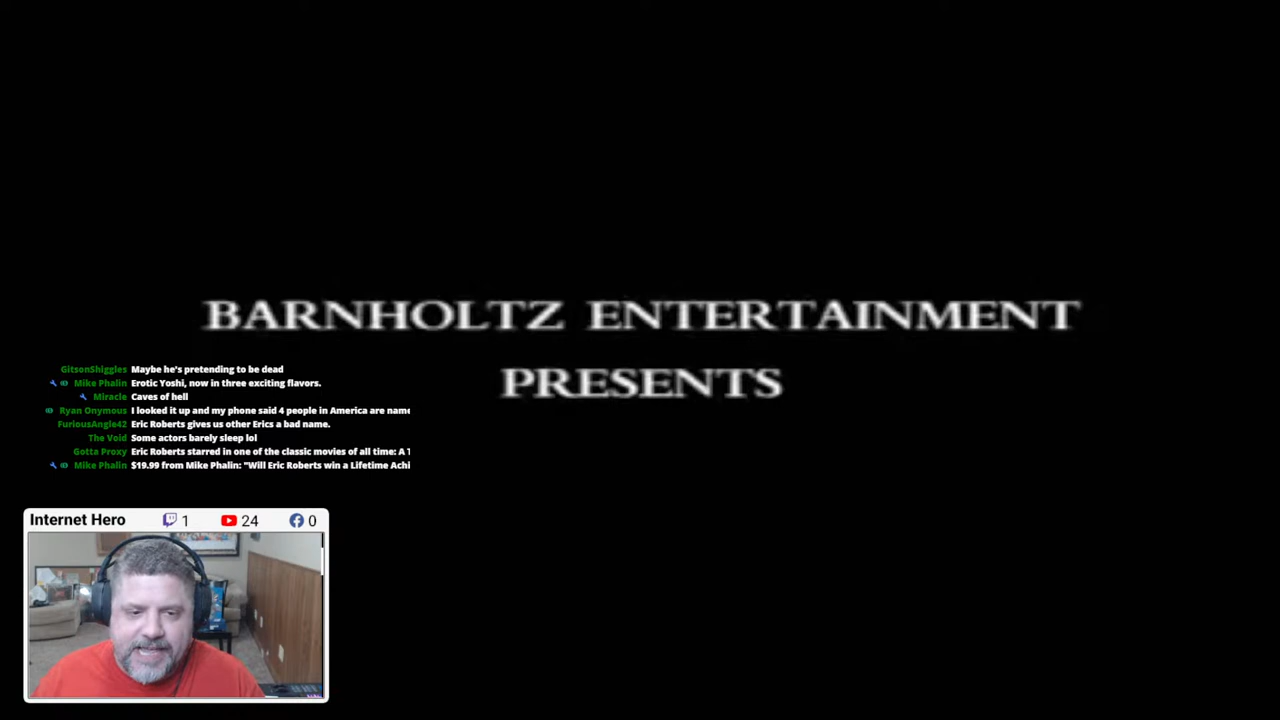 BARNHOLTZ ENTERTAINMENT
PRESENTS
GitsonShiggles Maybe he's pretending to be dead
Mike Phalin Erotic Yoshi, now in three exciting flavors.
Miracle Caves of hell
Ryan Onymous I looked it up and my phone said 4 people in America are name
FuriousAngle42 Eric Roberts gives us other Erics a bad name.
The Void Some actors barely sleep lol
Gotta Proxy Eric Roberts starred in one of the classic movies of all time: A T
Mike Phalin $19.99 from Mike Phalin: "Will Eric Roberts win a Lifetime Achi
Internet Hero 1 24 0